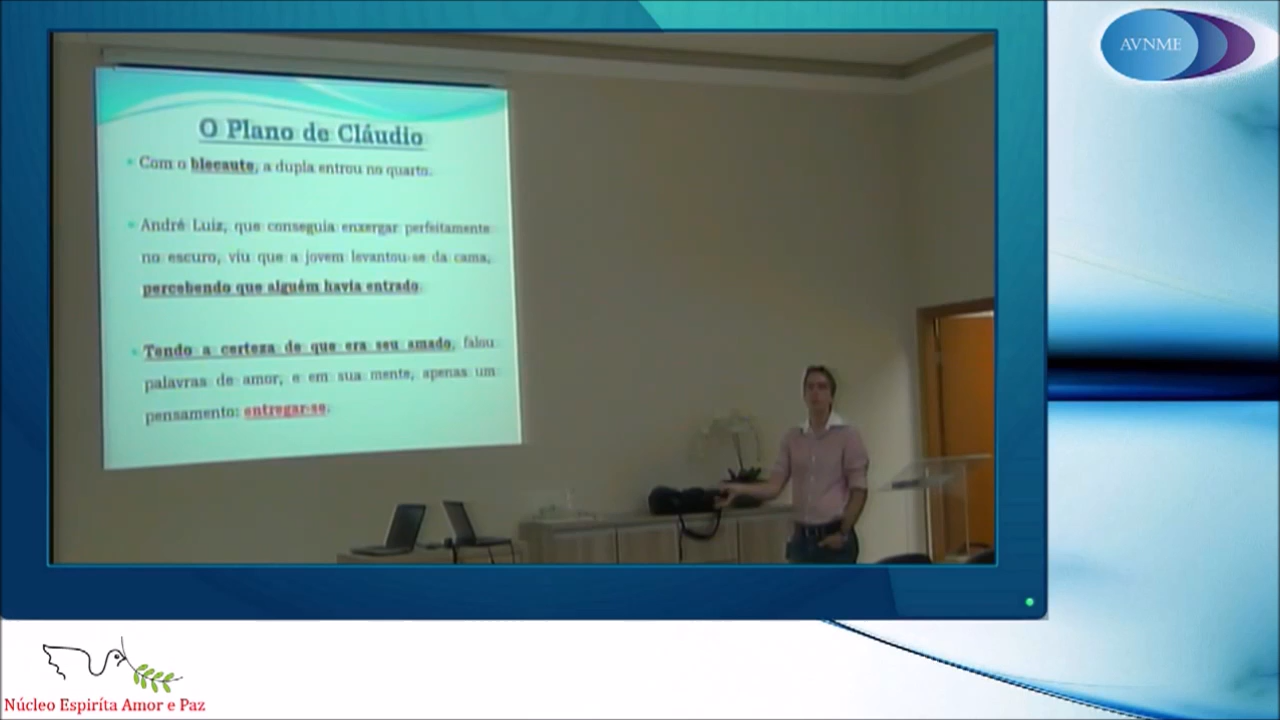 AVNME
O Plano de Cláudio
Com o blecaute, a dupla entrou no quarto.
André Luiz, que conseguia enxergar perfeitamente
no escuro, viu que a jovem levantou-se da cama,
percebendo que alguém havia entrado.
Tendo a certeza de que era seu amado, falou
palavras de amor, e em sua mente, apenas um
pensamento: entregar-se.
Núcleo Espiríta Amor e Paz